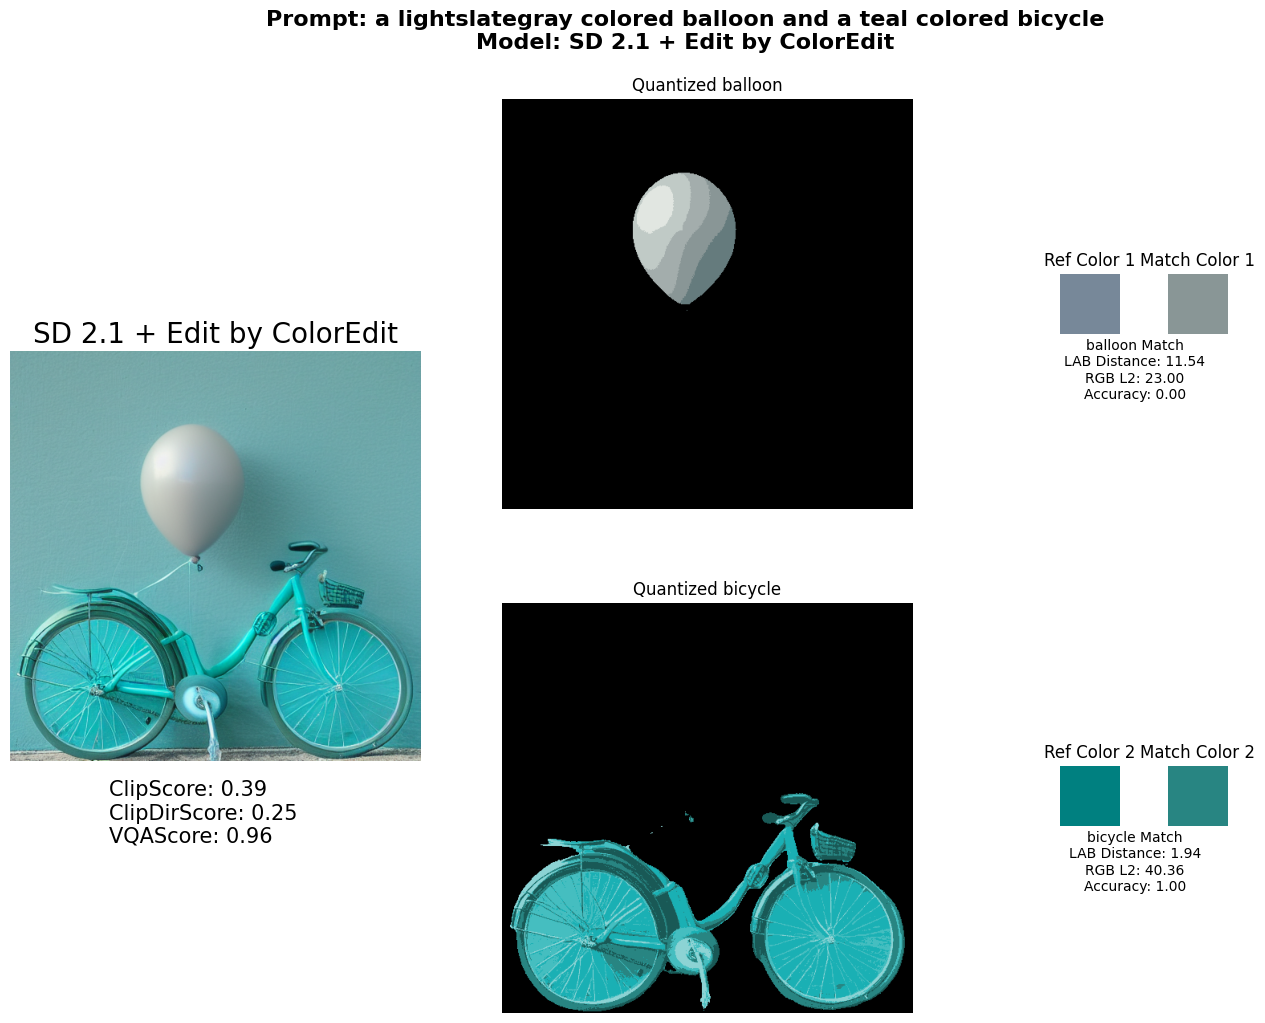 Prompt: a lightslategray colored balloon and a teal colored bicycle
Model: SD 2.1 + Edit by ColorEdit
SD 2.1 + Edit by ColorEdit
ClipScore: 0.39
ClipDirScore: 0.25
VQAScore: 0.96
Quantized balloon
Ref Color 1 Match Color 1
balloon Match
LAB Distance: 11.54
RGB L2: 23.00
Accuracy: 0.00
Quantized bicycle
Ref Color 2 Match Color 2
bicycle Match
LAB Distance: 1.94
RGB L2: 40.36
Accuracy: 1.00